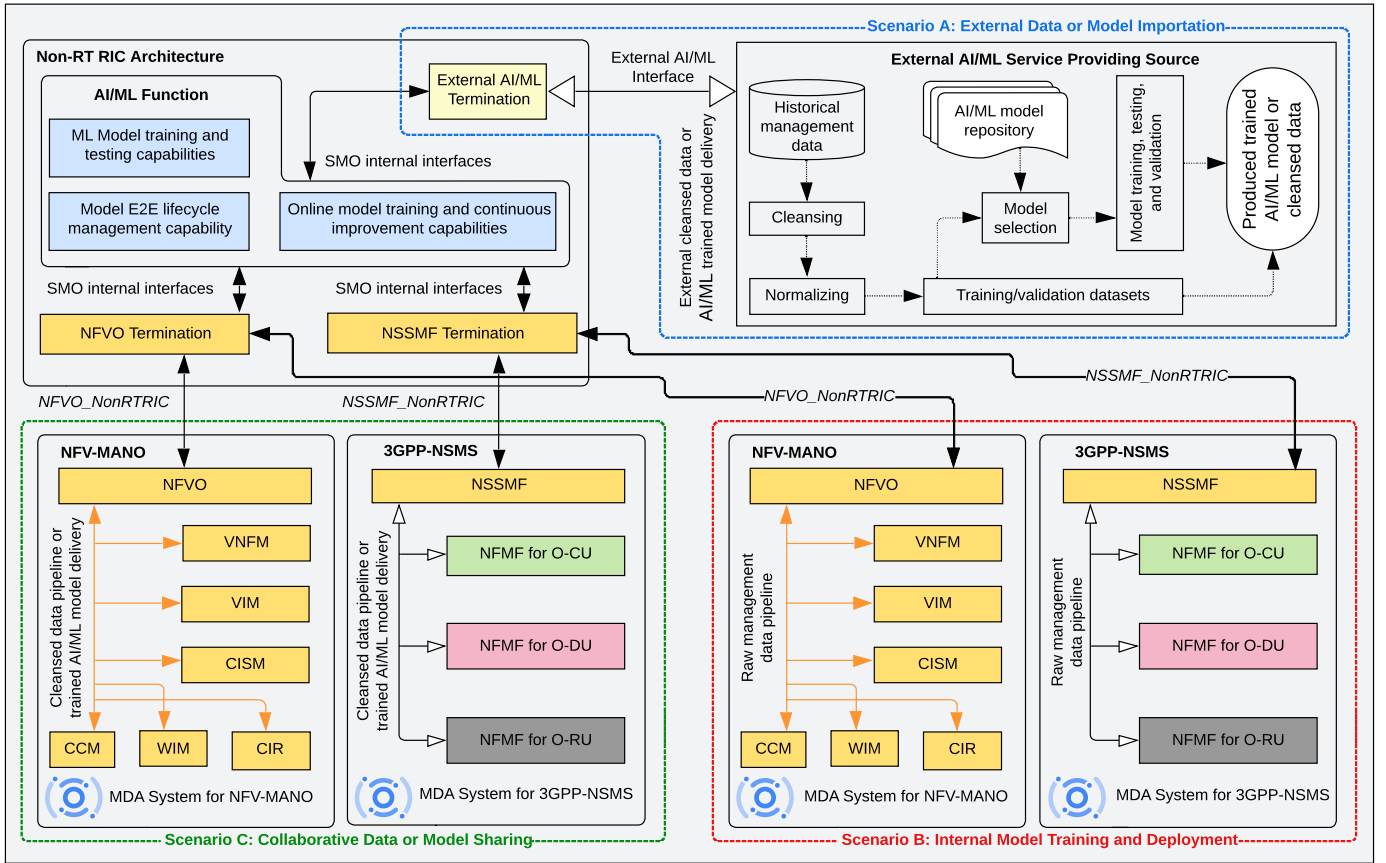 Scenario A: External Data or Model Importation
Non-RT RIC Architecture
AI/ML Function
ML Model training and
testing capabilities
Model E2E lifecycle
management capability
Online model training and continuous
improvement capabilities
External AI/ML
Termination
SMO internal interfaces
SMO internal interfaces
SMO internal interfaces
NFVO Termination
NSSMF Termination
External AI/ML
Interface
External cleansed data or
AI/ML trained model delivery
External AI/ML Service Providing Source
Historical
management
data
Cleansing
Normalizing
AI/ML model
repository
Model
selection
Training/validation datasets
Model training, testing,
and validation
Produced trained
AI/ML model or
cleansed data
NFVO_NonRTRIC
NSSMF_NonRTRIC
NFVO_NonRTRIC
NSSMF_NonRTRIC
NFV-MANO
NFVO
Cleansed data pipeline or
trained AI/ML model delivery
VNFM
VIM
CISM
CCM
WIM
CIR
MDA System for NFV-MANO
3GPP-NSMS
NSSMF
Cleansed data pipeline or
trained AI/ML model delivery
NFMF for O-CU
NFMF for O-DU
NFMF for O-RU
MDA System for 3GPP-NSMS
Scenario C: Collaborative Data or Model Sharing
NFV-MANO
NFVO
Raw management
data pipeline
VNFM
VIM
CISM
CCM
WIM
CIR
MDA System for NFV-MANO
3GPP-NSMS
NSSMF
Raw management
data pipeline
NFMF for O-CU
NFMF for O-DU
NFMF for O-RU
MDA System for 3GPP-NSMS
Scenario B: Internal Model Training and Deployment